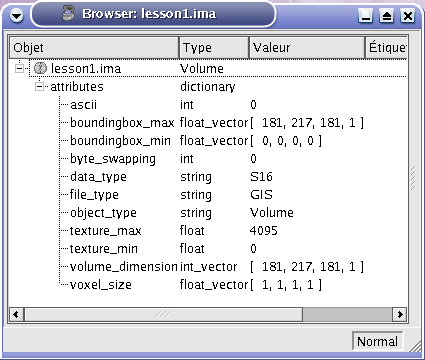 Browser: lesson1.ima
Objet Type Valeur Étique
lesson1.ima Volume
attributes dictionary
ascii int 0
boundingbox_max float_vector [ 181, 217, 181, 1 ]
boundingbox_min float_vector [ 0, 0, 0, 0 ]
byte_swapping int 0
data_type string S16
file_type string GIS
object_type string Volume
texture_max float 4095
texture_min float 0
volume_dimension int_vector [ 181, 217, 181, 1 ]
voxel_size float_vector [ 1, 1, 1, 1 ]
Normal